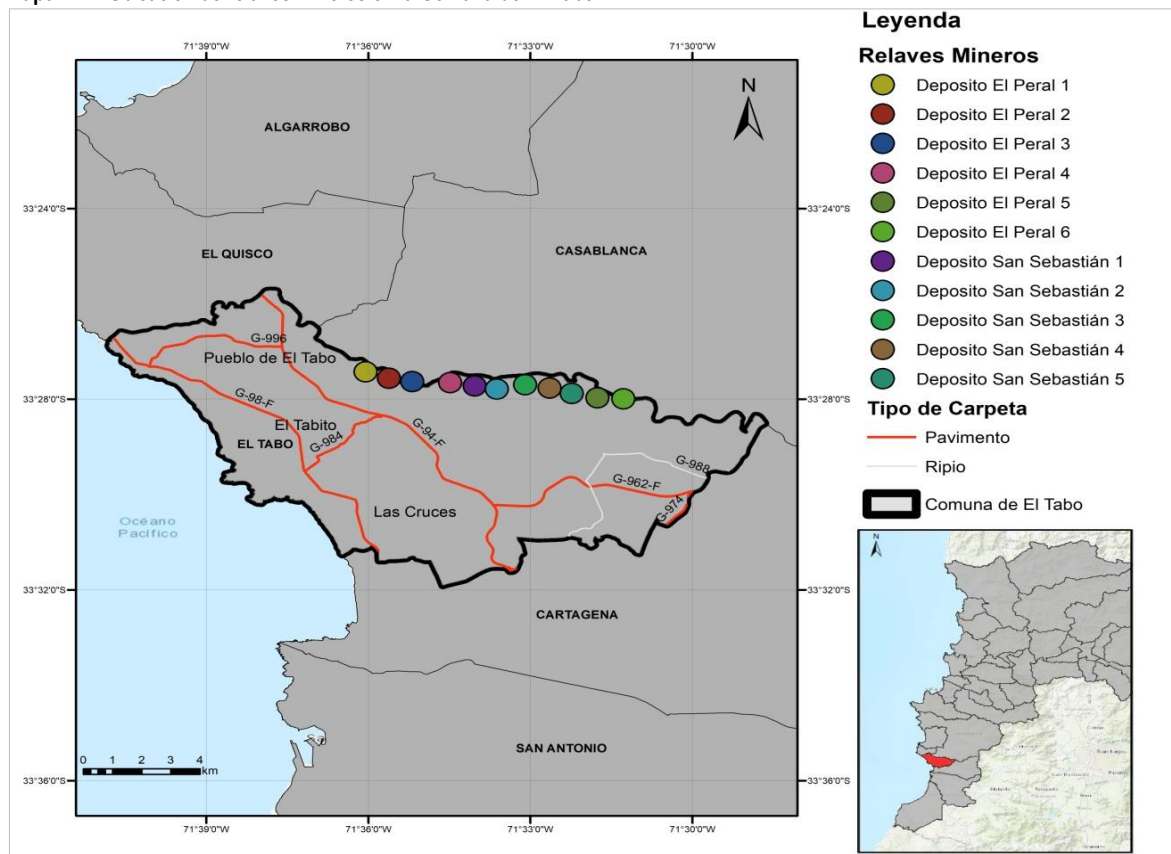 Leyenda
Relaves Mineros
Deposito El Peral 1
Deposito El Peral 2
Deposito El Peral 3
Deposito El Peral 4
Deposito El Peral 5
Deposito El Peral 6
Deposito San Sebastián 1
Deposito San Sebastián 2
Deposito San Sebastián 3
Deposito San Sebastián 4
Deposito San Sebastián 5
Tipo de Carpeta
Pavimento
Ripio
Comuna de El Tabo
71°39'0"W 71°36'0"W 71°33'0"W 71°30'0"W
N
ALGARROBO
33°24'0"S 33°24'0"S
EL QUISCO
CASABLANCA
G-996
Pueblo de El Tabo
33°28'0"S 33°28'0"S
G-98-F
El Tabito
G-94-F
EL TABO
G-984
G-988
G-962-F
G-974
Las Cruces
Océano
Pacífico
33°32'0"S 33°32'0"S
CARTAGENA
SAN ANTONIO
0 1 2 3 4
km
33°36'0"S 33°36'0"S
71°39'0"W 71°36'0"W 71°33'0"W 71°30'0"W
N